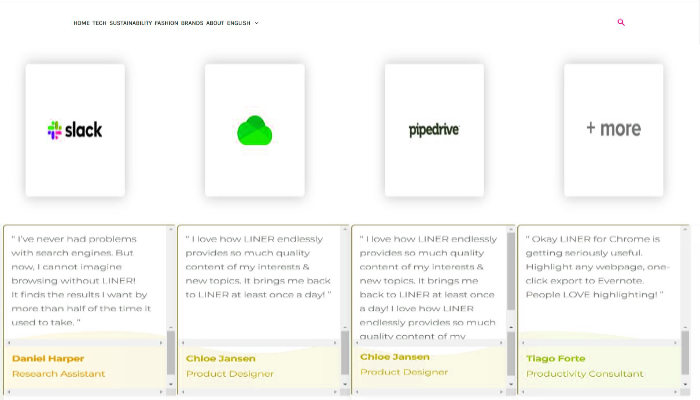 HOME TECH SUSTAINABILITY FASHION BRANDS ABOUT ENGLISH
slack
pipedrive
+ more
" I've never had problems
with search engines. But
now, I cannot imagine
browsing without LINER!
It finds the results I want by
more than half of the time it
used to take. "
Daniel Harper
Research Assistant
" I love how LINER endlessly
provides so much quality
content of my interests &
new topics. It brings me back
to LINER at least once a day! "
Chloe Jansen
Product Designer
" I love how LINER endlessly
provides so much quality
content of my interests &
new topics. It brings me
back to LINER at least once
a day! I love how LINER
endlessly provides so much
quality content of my
Chloe Jansen
Product Designer
" Okay LINER for Chrome is
getting seriously useful.
Highlight any webpage, one-
click export to Evernote.
People LOVE highlighting! "
Tiago Forte
Productivity Consultant